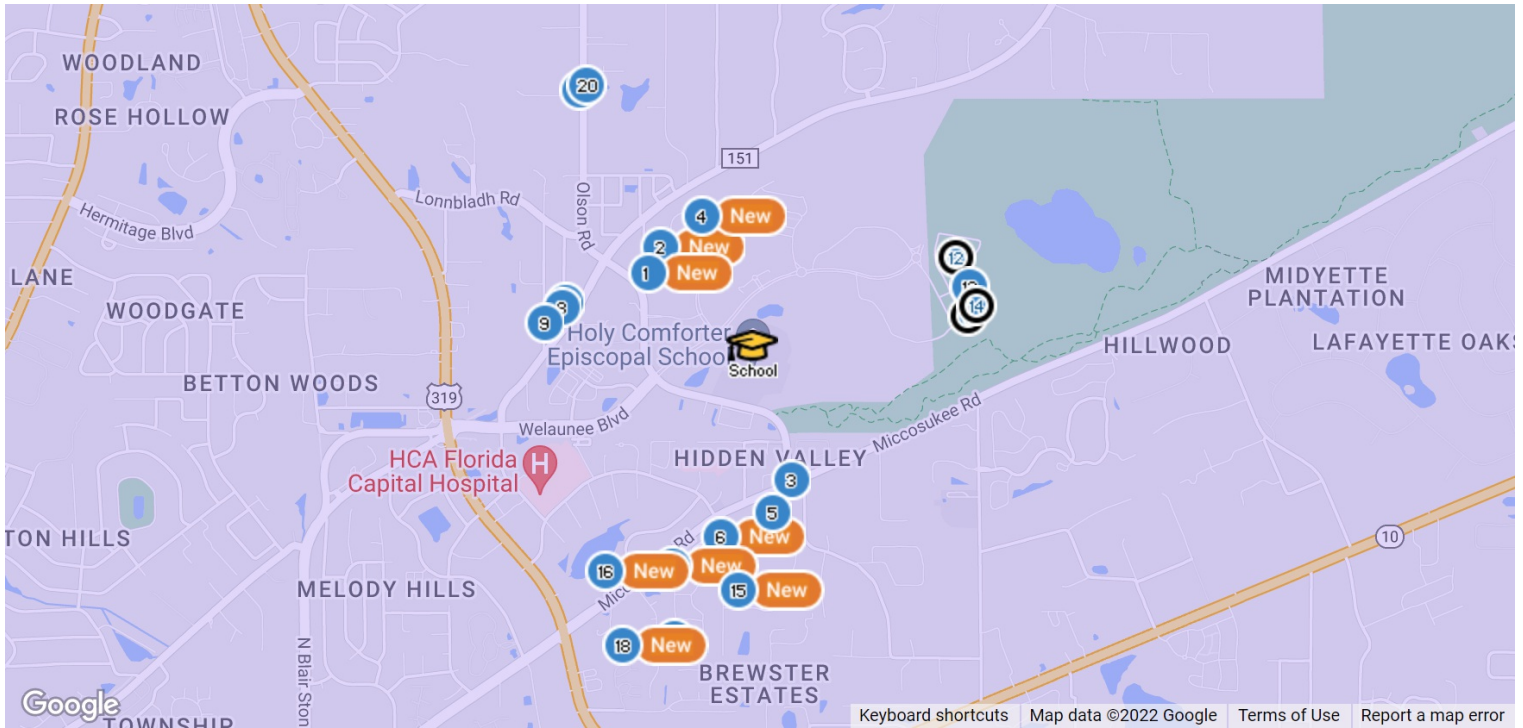 WOODLAND
20
ROSE HOLLOW
151
Lonnbladh Rd
Olson Rd
Hermitage Blvd
4 New
2 New
1 New
12
LANE
MIDYETTE
PLANTATION
WOODGATE
14
8
9
Holy Comforter
Episcopal School
School
HILLWOOD
LAFAYETTE OAKS
BETTON WOODS
319
Welaunee Blvd
Miccosukee Rd
HCA Florida
Capital Hospital
H
HIDDEN VALLEY
3
5
TON HILLS
6 New
10
Rd
New
16 New
MELODY HILLS
15 New
18 New
N Blair Ston
BREWSTER
ESTATES
Google
TOWNSHIP
Keyboard shortcuts
Map data ©2022 Google
Terms of Use
Report a map error